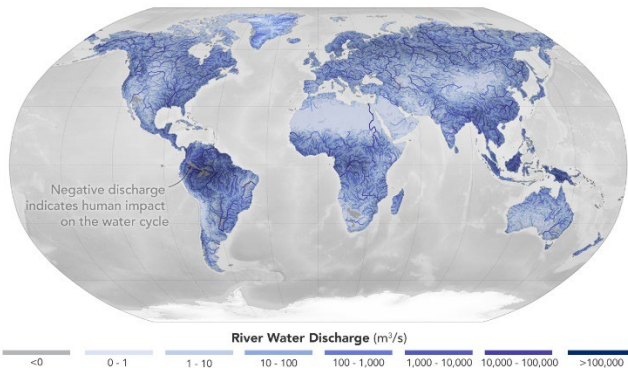 Negative discharge
indicates human impact
on the water cycle
River Water Discharge (m³/s)
<0 0 - 1 1 - 10 10 - 100 100 - 1,000 1,000 - 10,000 10,000 - 100,000 >100,000